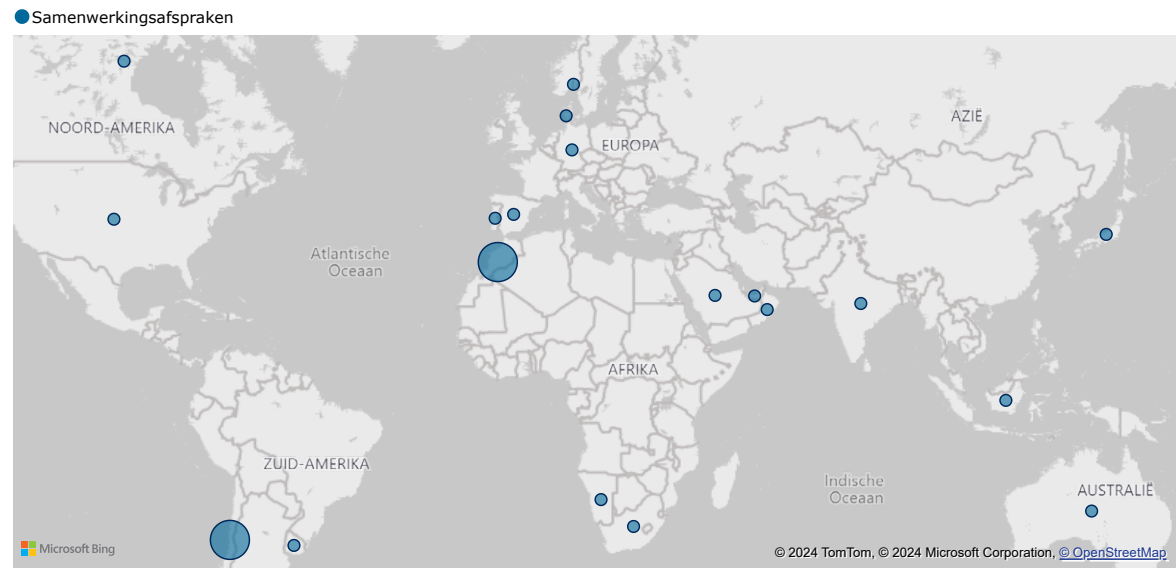 Samenwerkingsafspraken
NOORD-AMERIKA
EUROPA
AZIË
Atlantische
Oceaan
AFRIKA
ZUID-AMERIKA
Indische
Oceaan
AUSTRALIË
Microsoft Bing
© 2024 TomTom, © 2024 Microsoft Corporation, © OpenStreetMap